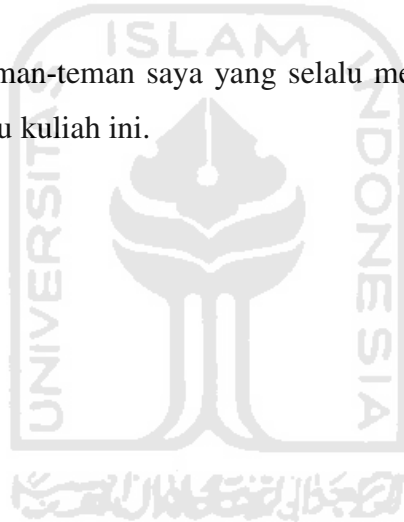 ISLAM
man-teman saya yang selalu me
u kuliah ini.
UNIVERSITAS
INDONESIA